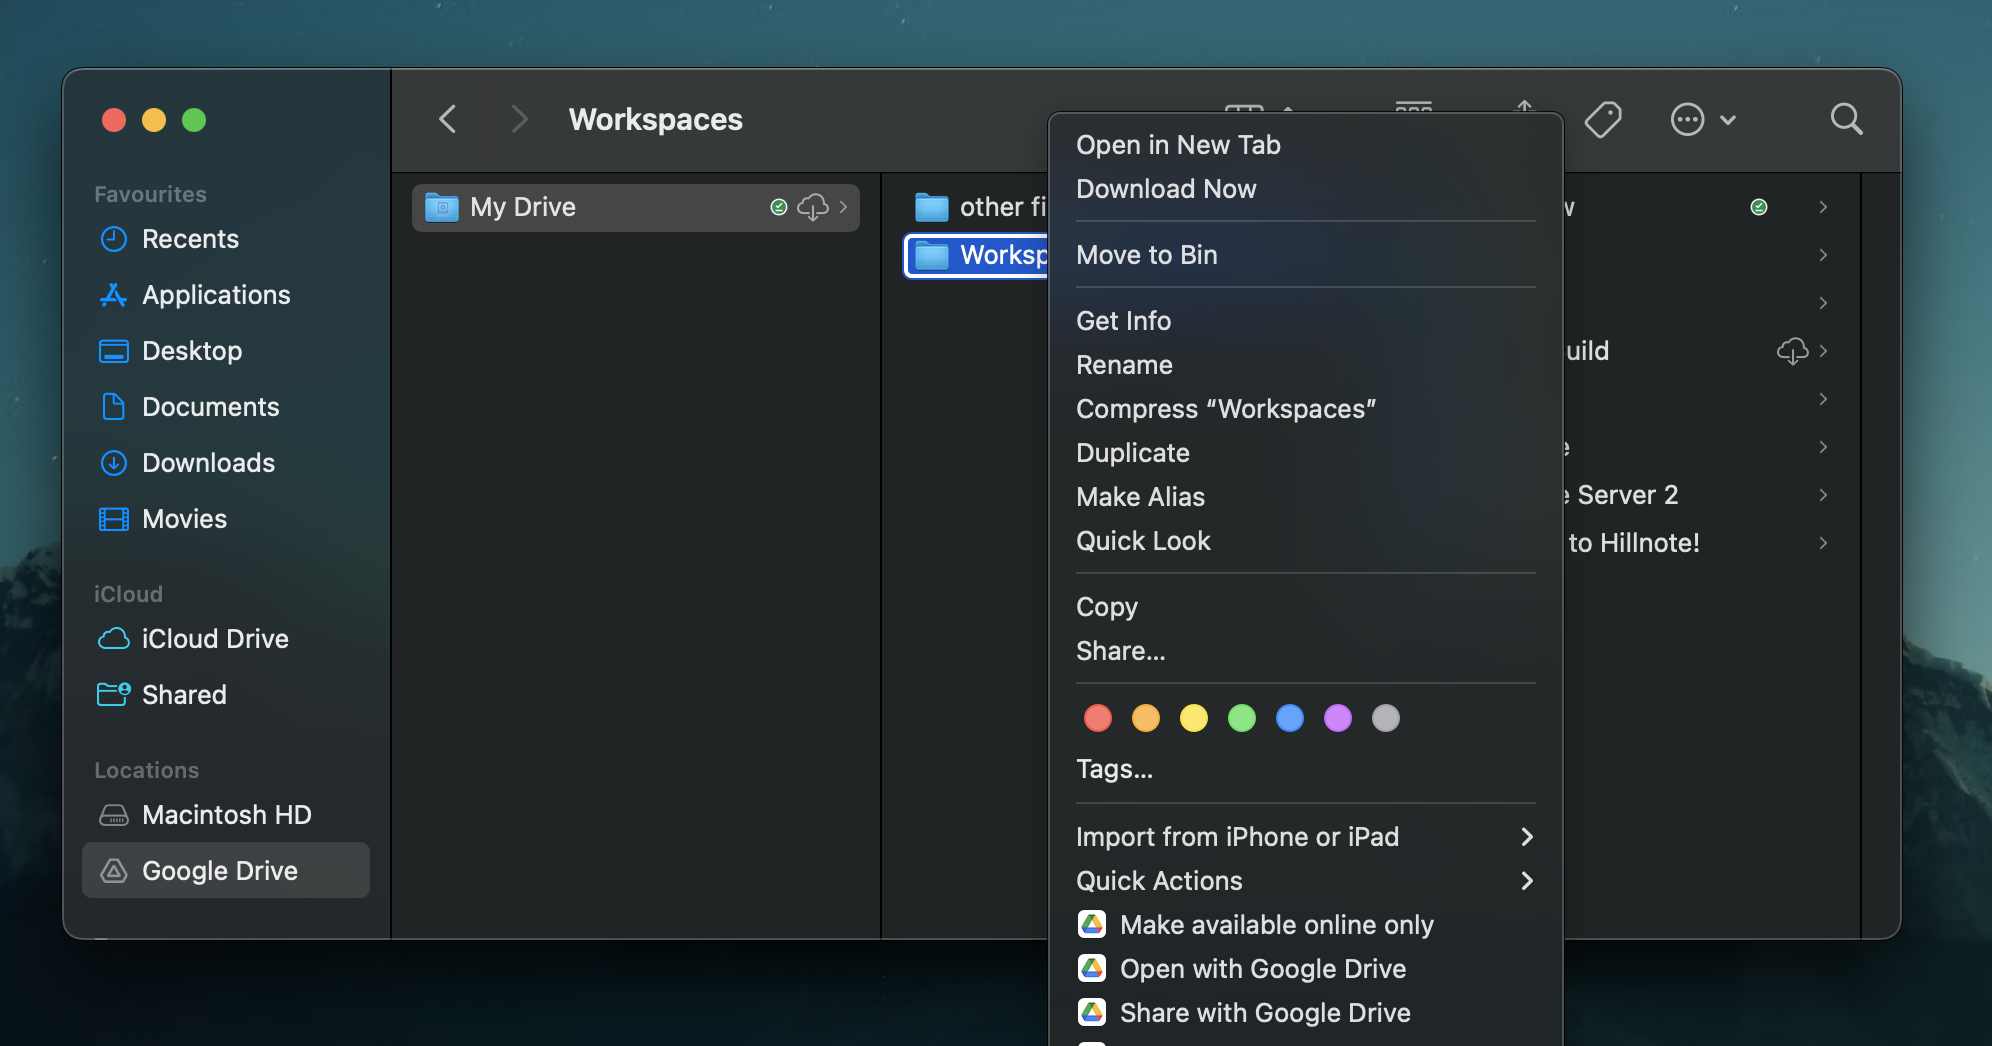 Workspaces
Favourites
Recents
Applications
Desktop
Documents
Downloads
Movies
iCloud
iCloud Drive
Shared
Locations
Macintosh HD
Google Drive
My Drive
other fi
Worksp
Open in New Tab
Download Now
Move to Bin
Get Info
Rename
Compress “Workspaces”
Duplicate
Make Alias
Quick Look
Copy
Share...
Tags...
Import from iPhone or iPad
Quick Actions
Make available online only
Open with Google Drive
Share with Google Drive
uild
Server 2
to Hillnote!